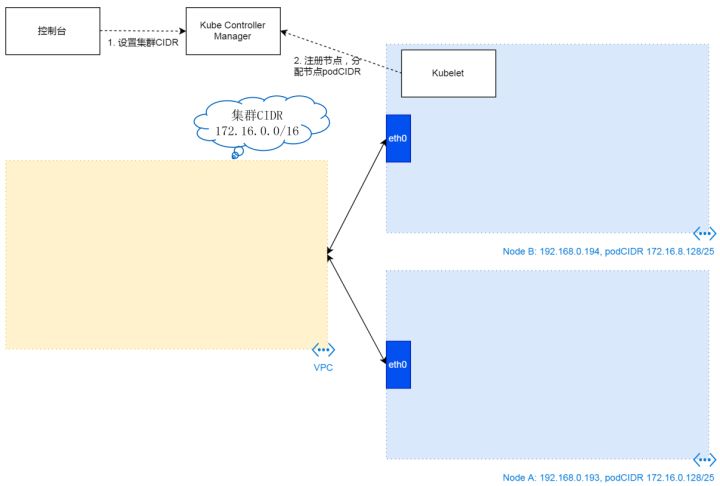 控制台
1. 设置集群CIDR
Kube Controller
Manager
2. 注册节点，分
配节点podCIDR
Kubelet
集群CIDR
172.16.0.0/16
eth0
Node B: 192.168.0.194, podCIDR 172.16.8.128/25
VPC
eth0
Node A: 192.168.0.193, podCIDR 172.16.0.128/25